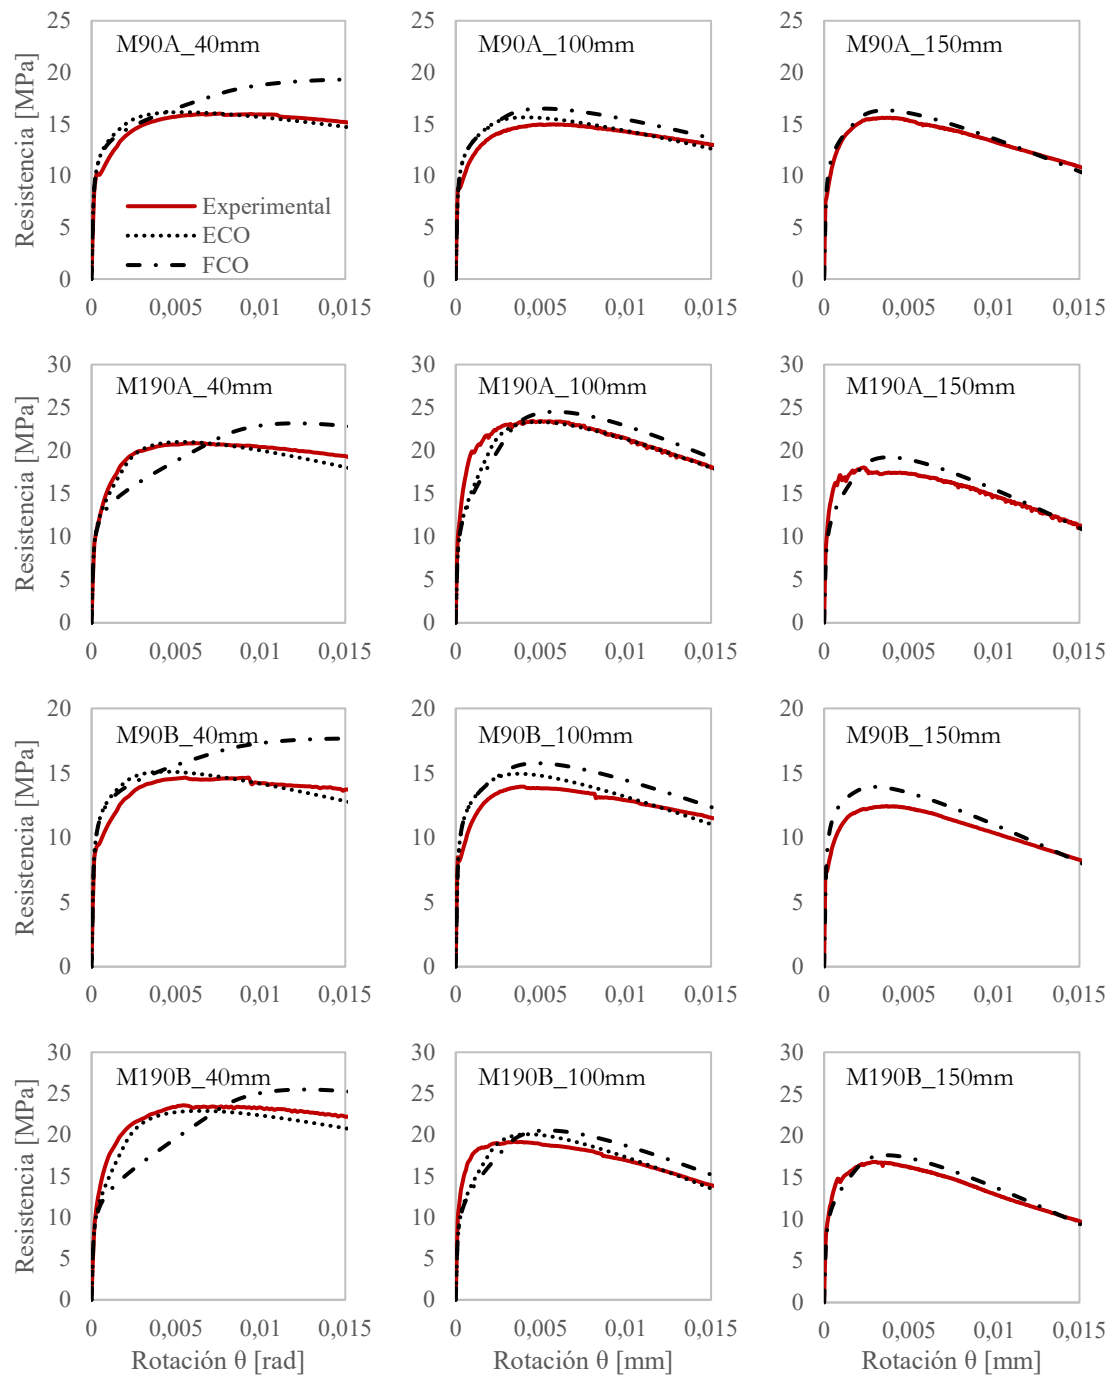 M90A_40mm
Resistencia [MPa]
25
20
15
10
5
0
Experimental
ECO
FCO
0 0,005 0,01 0,015
M90A_100mm
25
20
15
10
5
0
0 0,005 0,01 0,015
M90A_150mm
25
20
15
10
5
0
0 0,005 0,01 0,015
M190A_40mm
Resistencia [MPa]
30
25
20
15
10
5
0
0 0,005 0,01 0,015
M190A_100mm
30
25
20
15
10
5
0
0 0,005 0,01 0,015
M190A_150mm
30
25
20
15
10
5
0
0 0,005 0,01 0,015
M90B_40mm
Resistencia [MPa]
20
15
10
5
0
0 0,005 0,01 0,015
M90B_100mm
20
15
10
5
0
0 0,005 0,01 0,015
M90B_150mm
20
15
10
5
0
0 0,005 0,01 0,015
M190B_40mm
Resistencia [MPa]
30
25
20
15
10
5
0
0 0,005 0,01 0,015
Rotación θ [rad]
M190B_100mm
30
25
20
15
10
5
0
0 0,005 0,01 0,015
Rotación θ [mm]
M190B_150mm
30
25
20
15
10
5
0
0 0,005 0,01 0,015
Rotación θ [mm]